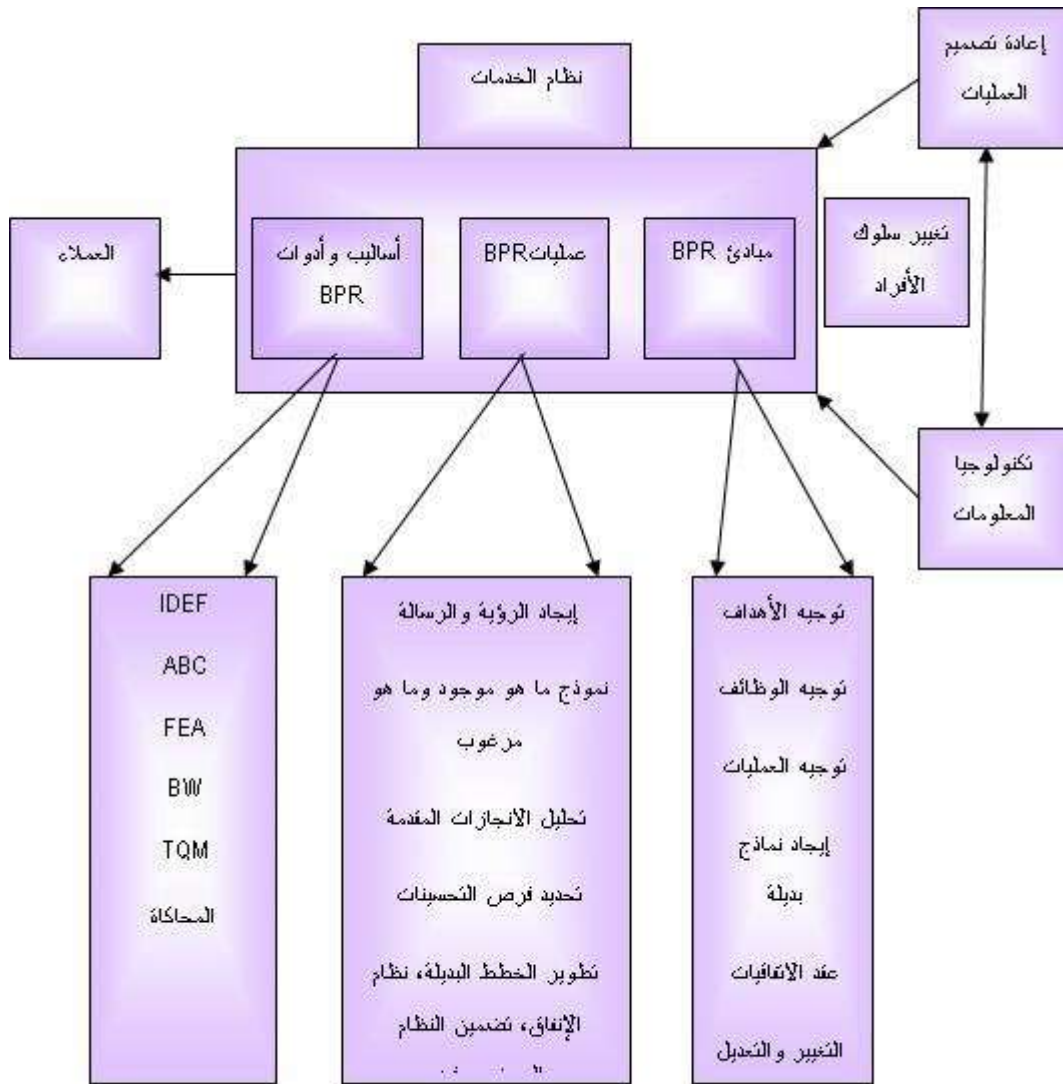 إعادة تصميم
العمليات
نظام الخدمات
تغيير سلوك
الأفراد
مبادئ BPR
عمليات BPR
أساليب وأدوات
BPR
العملاء
تكنولوجيا
المعلومات
توجيه الأهداف
توجيه الوظائف
توجيه العمليات
إيجاد نماذج
بديلة
عقد الاتفاقيات
التغيير والتعديل
إيجاد الرؤية والرسالة
نموذج ما هو موجود وما هو
مرغوب
تحليل الانجازات المقدمة
تحديد فرص التحسينات
تطوير الخطط البديلة، نظام
الإنفاق، تضمين النظام
IDEF
ABC
FEA
BW
TQM
المحاكاة